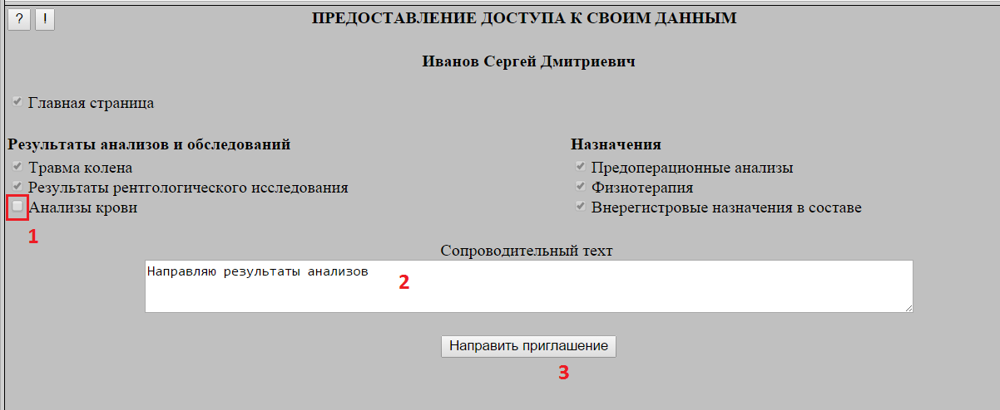 ? ! ПРЕДОСТАВЛЕНИЕ ДОСТУПА К СВОИМ ДАННЫМ
Иванов Сергей Дмитриевич
Главная страница
Результаты анализов и обследований
Травма колена
Результаты рентгологического исследования
Анализы крови
1
Назначения
Предоперационные анализы
Физиотерапия
Внерегистровые назначения в составе
Сопроводительный техт
Направляю результаты анализов
2
Направить приглашение
3